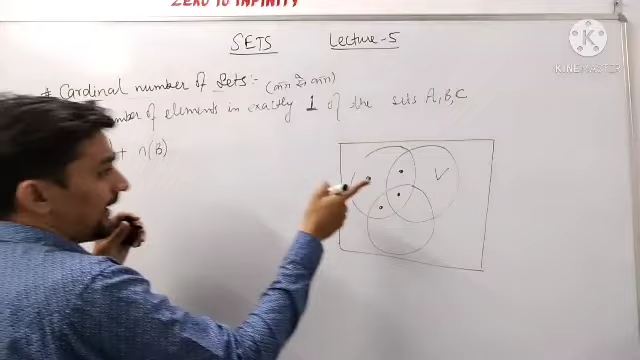 ZERO TO INFINITY
K
KINEMASTER
SETS Lecture-5
# Cardinal number of Sets:-
number of elements in exactly 1 of the sets A,B,C
+ n(B)